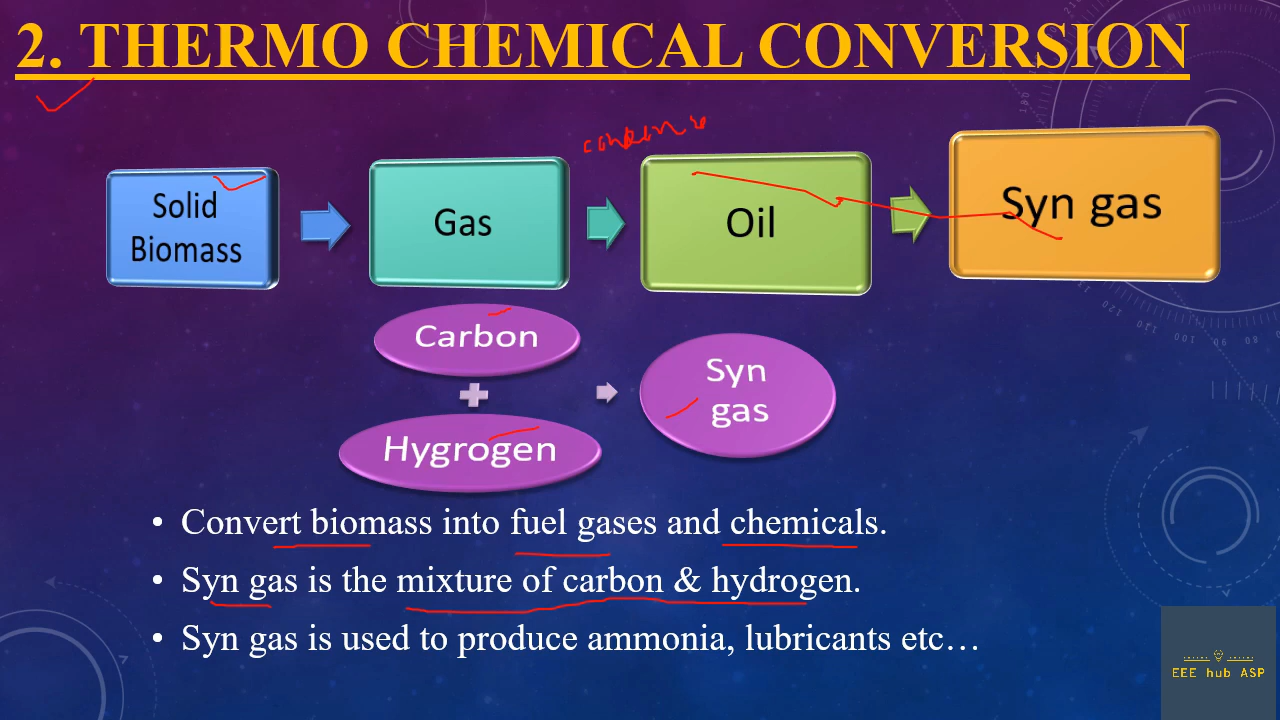 2. THERMO CHEMICAL CONVERSION
Solid
Biomass
Gas
Oil
Syn gas
Carbon
Hygrogen
Syn
gas
• Convert biomass into fuel gases and chemicals.
• Syn gas is the mixture of carbon & hydrogen.
• Syn gas is used to produce ammonia, lubricants etc…
EEE hub ASP